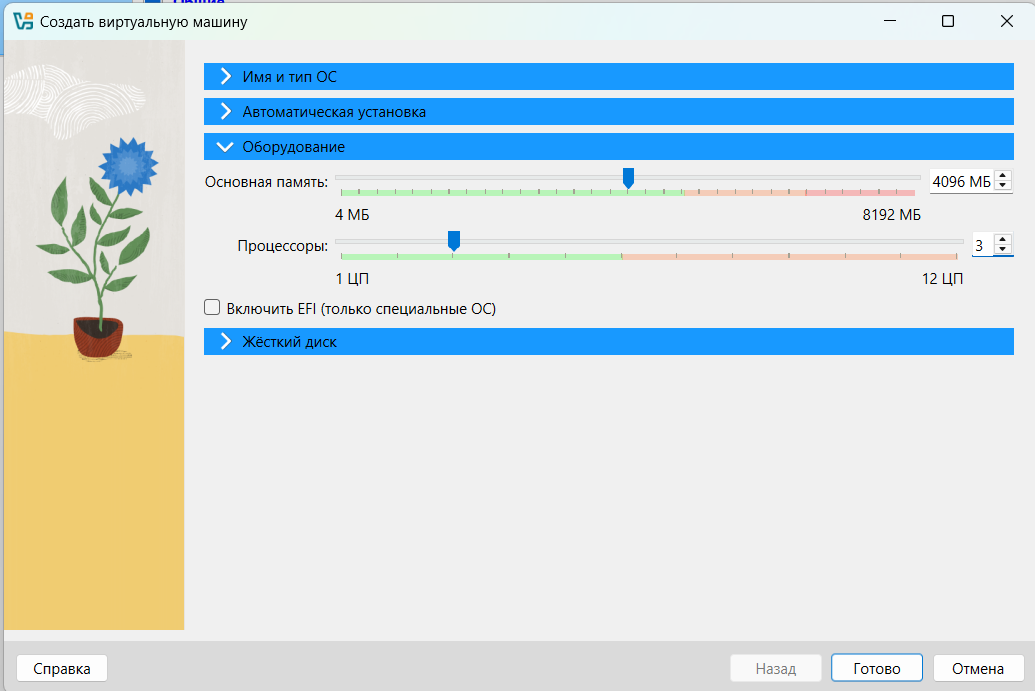 Общие
Создать виртуальную машину
Имя и тип ОС
Автоматическая установка
Оборудование
Основная память: 4096 МБ
4 МБ 8192 МБ
Процессоры: 3
1 ЦП 12 ЦП
Включить EFI (только специальные ОС)
Жёсткий диск
Справка Назад Готово Отмена